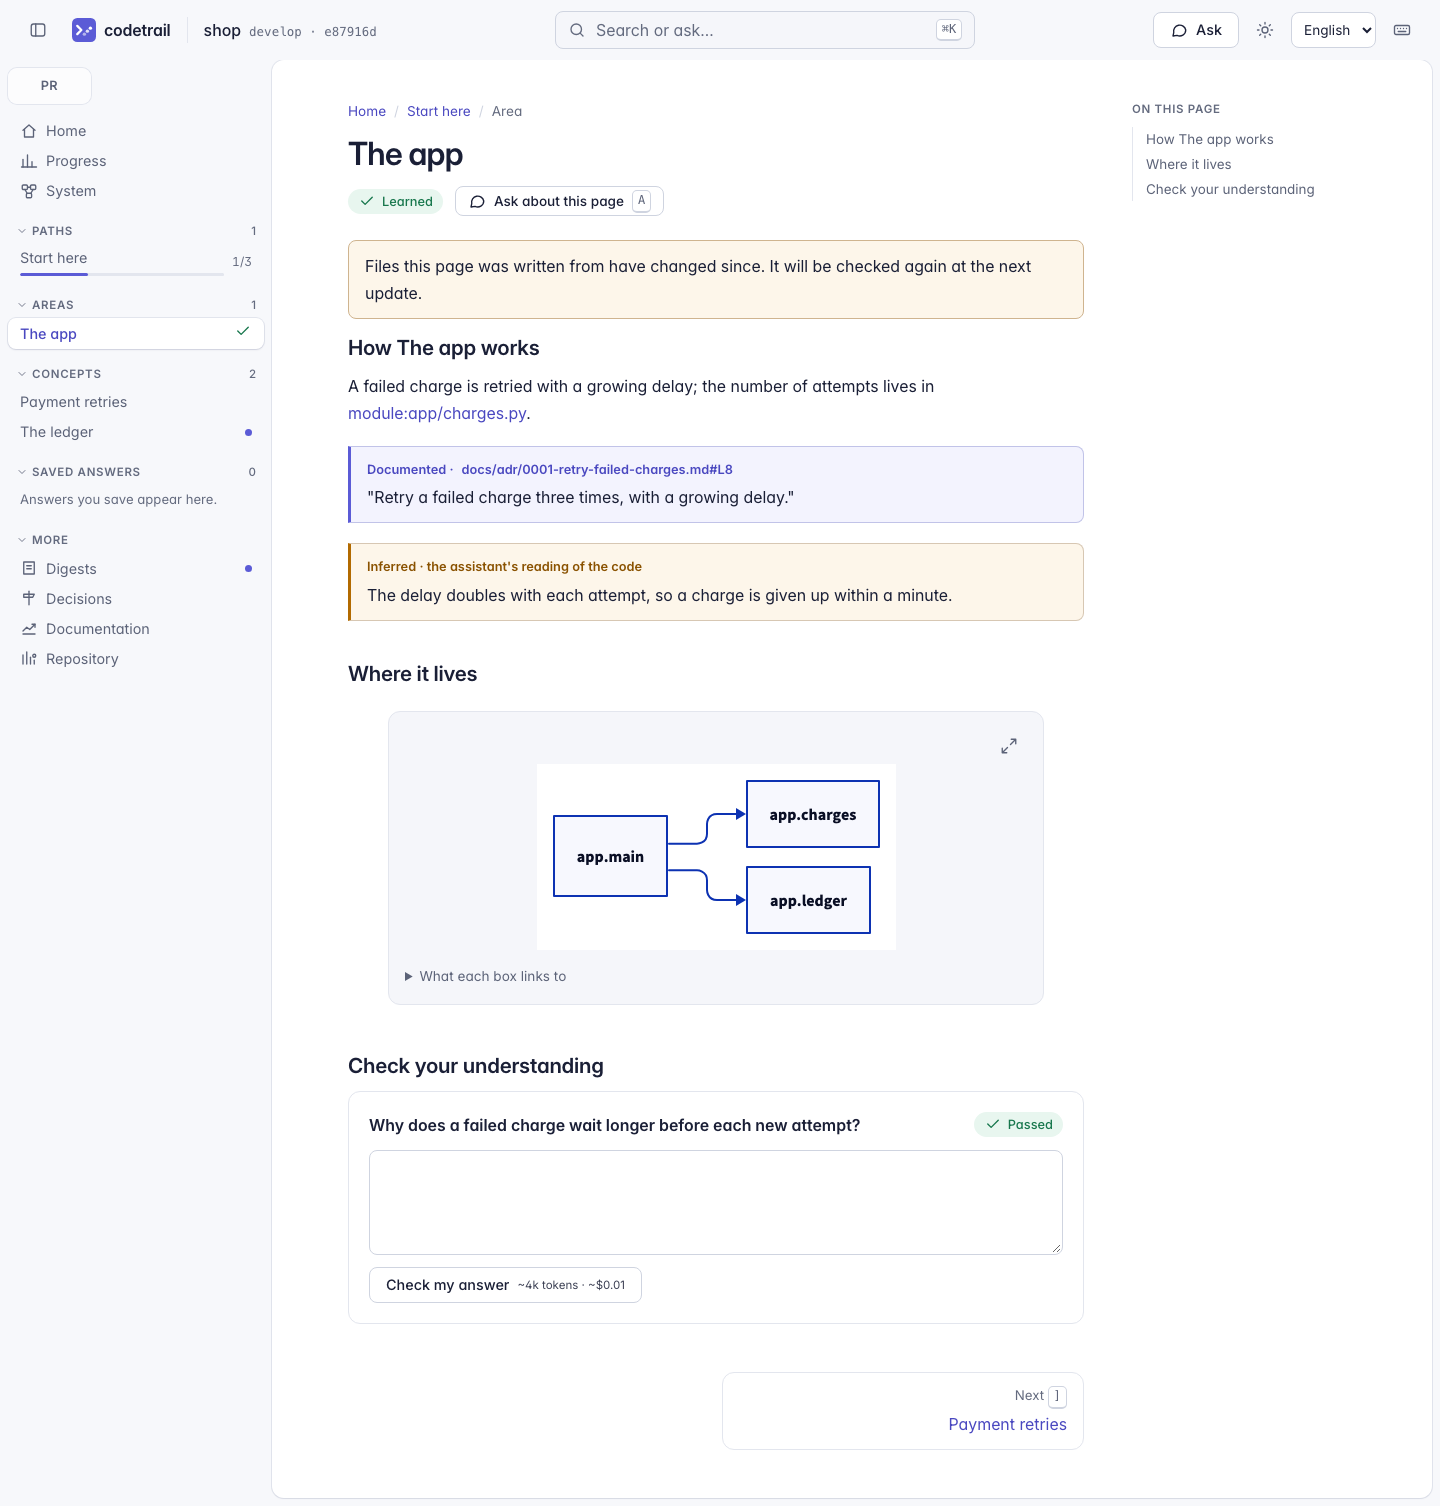 codetrail
shop develop · e87916d
Search or ask...
⌘K
Ask
English
PR
Home
Progress
System
PATHS 1
Start here 1/3
AREAS 1
The app
CONCEPTS 2
Payment retries
The ledger
SAVED ANSWERS 0
Answers you save appear here.
MORE
Digests
Decisions
Documentation
Repository
Home / Start here / Area
The app
Learned
Ask about this page A
Files this page was written from have changed since. It will be checked again at the next
update.
How The app works
A failed charge is retried with a growing delay; the number of attempts lives in
module:app/charges.py.
Documented · docs/adr/0001-retry-failed-charges.md#L8
"Retry a failed charge three times, with a growing delay."
Inferred · the assistant's reading of the code
The delay doubles with each attempt, so a charge is given up within a minute.
Where it lives
app.main
app.charges
app.ledger
What each box links to
Check your understanding
Why does a failed charge wait longer before each new attempt?
Passed
Check my answer ~4k tokens · ~$0.01
Next ]
Payment retries
ON THIS PAGE
How The app works
Where it lives
Check your understanding